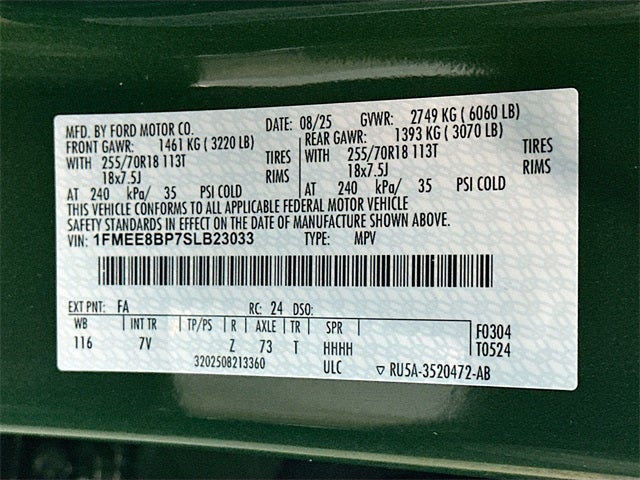 MFD. BY FORD MOTOR CO. DATE: 08/25 GVWR: 2749 KG ( 6060 LB)
FRONT GAWR: 1461 KG ( 3220 LB) REAR GAWR: 1393 KG ( 3070 LB)
WITH 255/70R18 113T TIRES WITH 255/70R18 113T TIRES
18x7.5J RIMS 18x7.5J RIMS
AT 240 kPa/ 35 PSI COLD AT 240 kPa/ 35 PSI COLD
THIS VEHICLE CONFORMS TO ALL APPLICABLE FEDERAL MOTOR VEHICLE
SAFETY STANDARDS IN EFFECT ON THE DATE OF MANUFACTURE SHOWN ABOVE.
VIN: 1FMEE8BP7SLB23033 TYPE: MPV
EXT PNT: FA RC: 24 DSO:
WB INT TR TP/PS R AXLE TR SPR F0304
116 7V Z 73 T HHHH T0524
3202508213360 ULC ▽ RU5A-3520472-AB